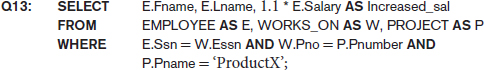 Q13: SELECT E.Fname, E.Lname, 1.1 * E.Salary AS Increased_sal
FROM EMPLOYEE AS E, WORKS_ON AS W, PROJECT AS P
WHERE E.Ssn = W.Essn AND W.Pno = P.Pnumber AND
P.Pname = ‘ProductX’;